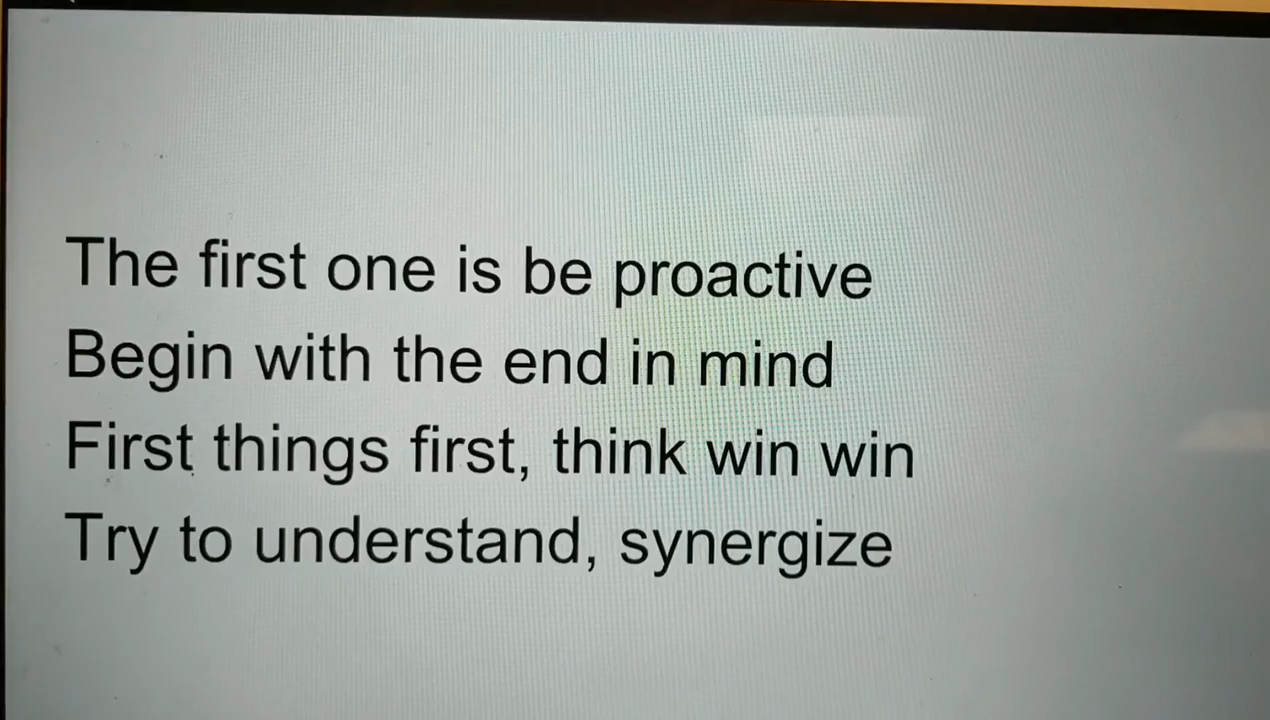 The first one is be proactive
Begin with the end in mind
First things first, think win win
Try to understand, synergize